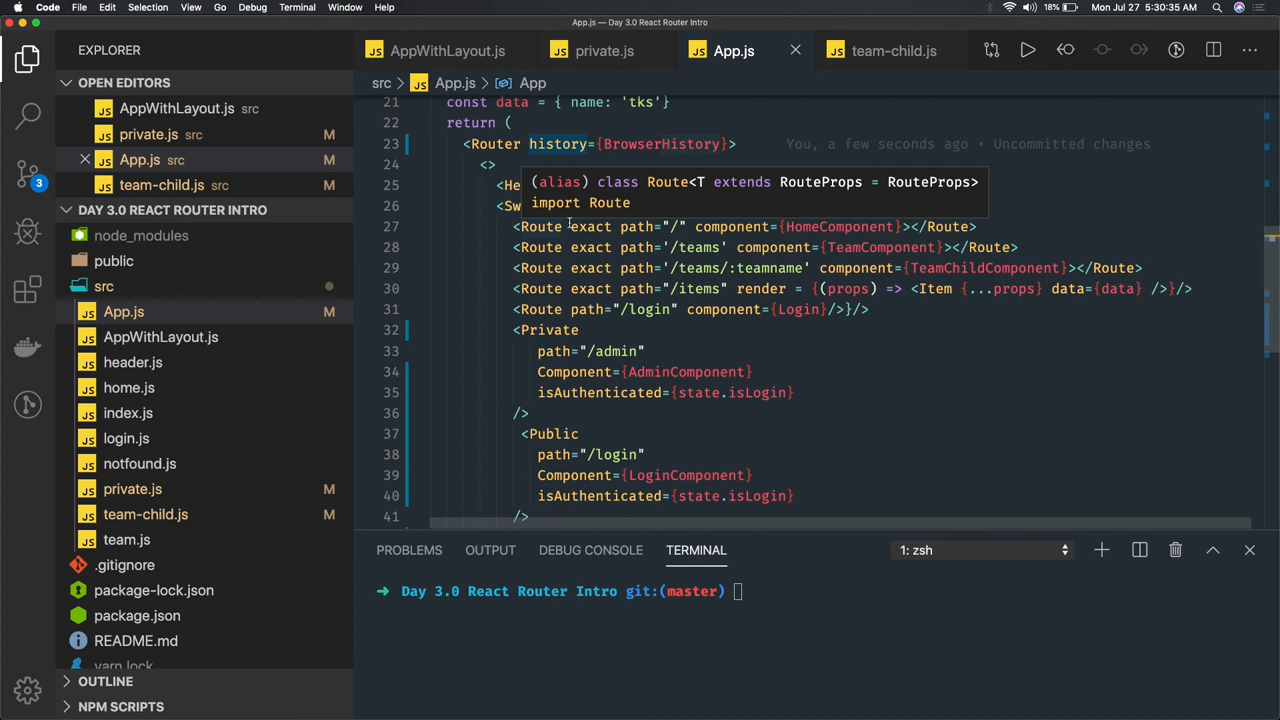 Code File Edit Selection View Go Debug Terminal Window Help
18% Mon Jul 27 5:30:35 AM
App.js — Day 3.0 React Router Intro
EXPLORER
OPEN EDITORS
AppWithLayout.js src
private.js src M
App.js src M
team-child.js src M
DAY 3.0 REACT ROUTER INTRO
node_modules
public
src
App.js M
AppWithLayout.js
header.js
home.js
index.js
login.js
notfound.js
private.js M
team-child.js M
team.js
.gitignore
package-lock.json
package.json
README.md
yarn.lock
OUTLINE
NPM SCRIPTS
3
AppWithLayout.js private.js App.js team-child.js
src > App.js > App
21 const data = { name: 'tks'}
22 return (
23 <Router history={BrowserHistory}> You, a few seconds ago • Uncommitted changes
24 <>
25 <He
26 <Sw
(alias) class Route<T extends RouteProps = RouteProps>
import Route
27 <Route exact path="/" component={HomeComponent}></Route>
28 <Route exact path='/teams' component={TeamComponent}></Route>
29 <Route exact path='/teams/:teamname' component={TeamChildComponent}></Route>
30 <Route exact path="/items" render = {(props) => <Item {...props} data={data} />}/>
31 <Route path="/login" component={Login}/>}/>
32 <Private
33 path="/admin"
34 Component={AdminComponent}
35 isAuthenticated={state.isLogin}
36 />
37 <Public
38 path="/login"
39 Component={LoginComponent}
40 isAuthenticated={state.isLogin}
41 />
PROBLEMS OUTPUT DEBUG CONSOLE TERMINAL 1: zsh
→ Day 3.0 React Router Intro git:(master)